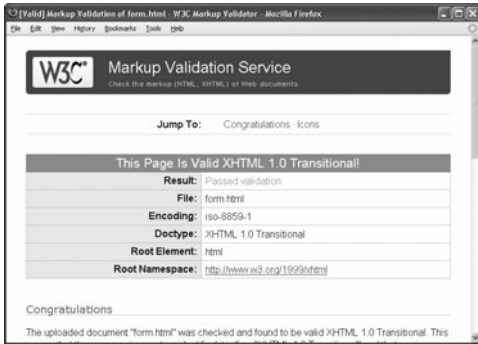 [Valid] Markup Validation of form.html - W3C Markup Validator - Mozilla Firefox
File Edit View History Bookmarks Tools Help
W3C® Markup Validation Service
Check the markup (HTML, XHTML) of Web documents
Jump To: Congratulations · Icons
This Page Is Valid XHTML 1.0 Transitional!
Result: Passed validation
File: form.html
Encoding: iso-8859-1
Doctype: XHTML 1.0 Transitional
Root Element: html
Root Namespace: http://www.w3.org/1999/xhtml
Congratulations
The uploaded document "form.html" was checked and found to be valid XHTML 1.0 Transitional. This